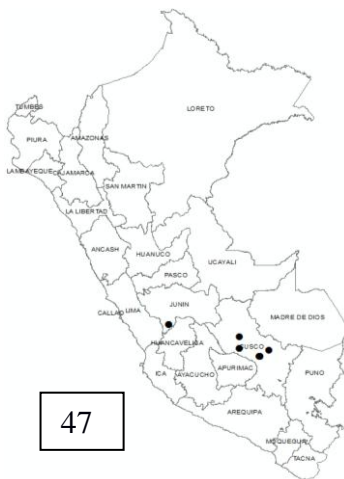 TUMBES
LORETO
PIURA
AMAZONAS
LAMBAYEQUE
CAJAMARCA
SAN MARTIN
LA LIBERTAD
ANCASH
HUANUCO
UCAYALI
PASCO
JUNIN
CALLAO
LIMA
MADRE DE DIOS
CUSCO
HUANCAVELICA
ICA
AYACUCHO
APURIMAC
PUNO
AREQUIPA
47
MOQUEGUA
TACNA